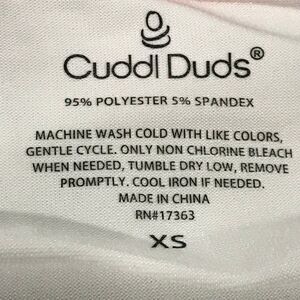 Cuddl Duds®
95% POLYESTER 5% SPANDEX
MACHINE WASH COLD WITH LIKE COLORS,
GENTLE CYCLE. ONLY NON CHLORINE BLEACH
WHEN NEEDED, TUMBLE DRY LOW, REMOVE
PROMPTLY. COOL IRON IF NEEDED.
MADE IN CHINA
RN#17363
XS